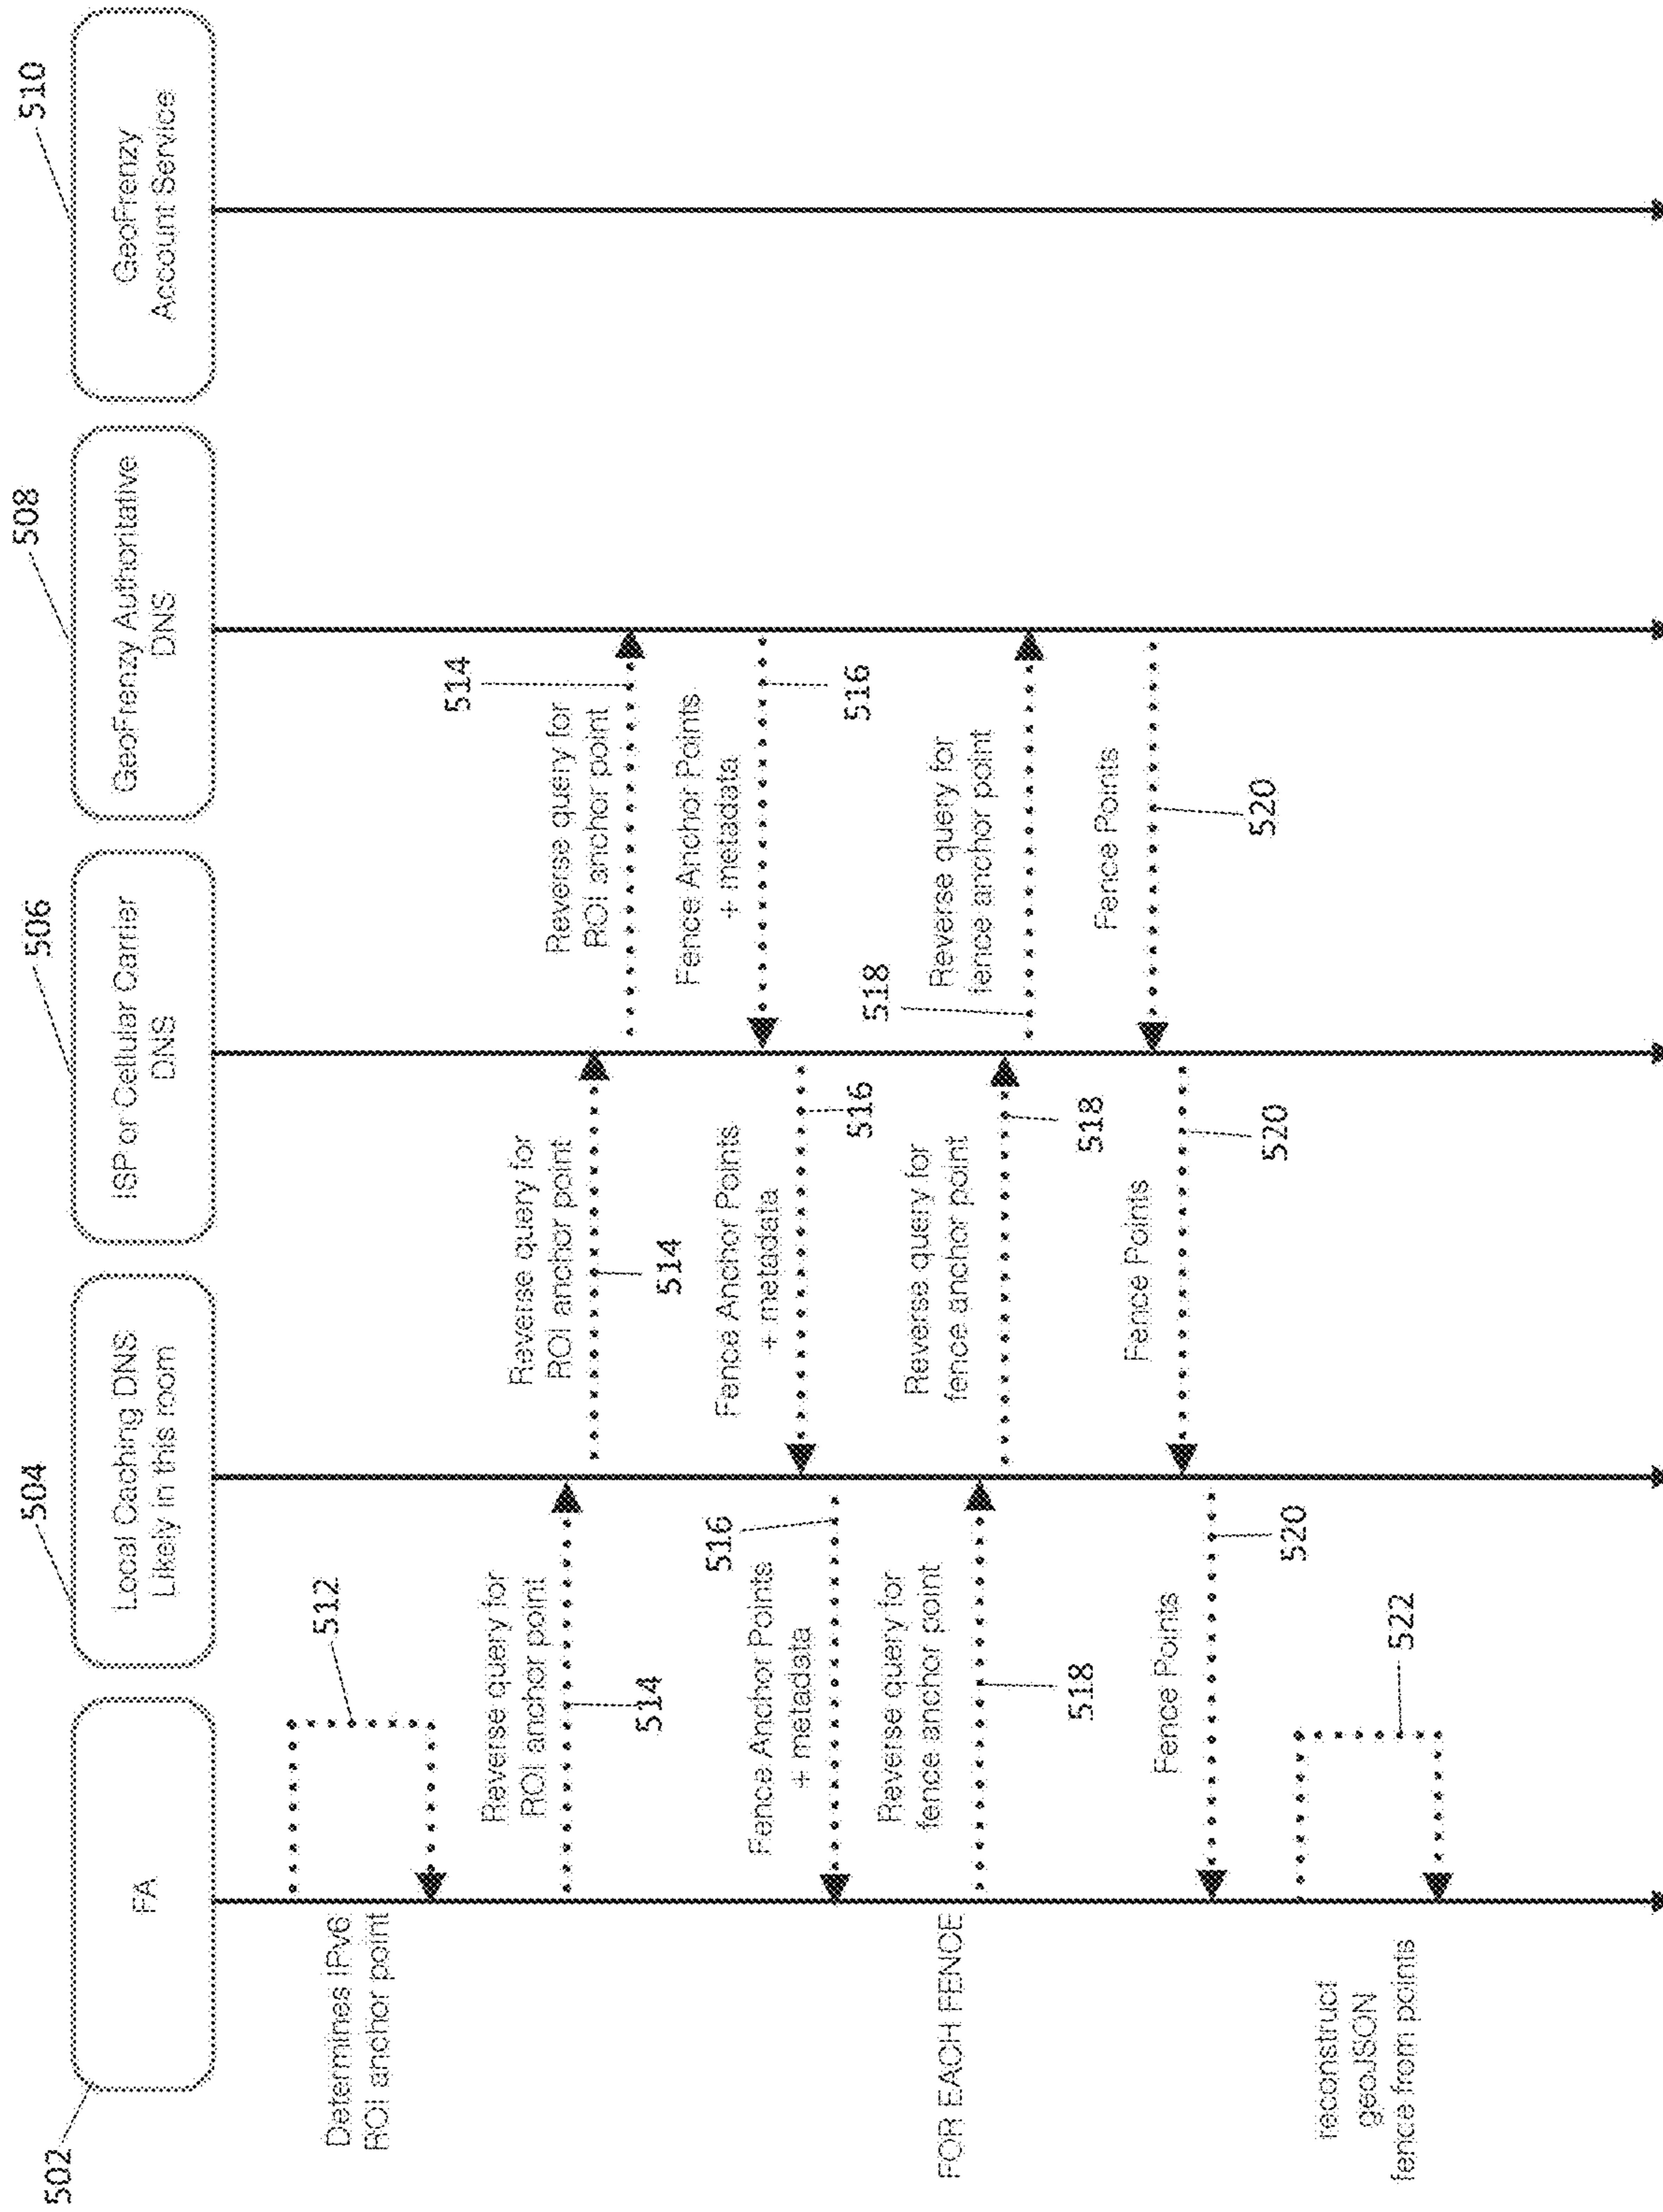 502
504
506
508
510
FA
Local Caching DNS
Likely in this room
ISP or Cellular Carrier
DNS
GeoFrenzy Authoritative
DNS
GeoFrenzy
Account Service
Determines IPv6
ROI anchor point
512
Reverse query for
ROI anchor point
514
Reverse query for
ROI anchor point
514
Reverse query for
ROI anchor point
514
Fence Anchor Points
+ metadata
516
Fence Anchor Points
+ metadata
516
Fence Anchor Points
+ metadata
516
FOR EACH FENCE
Reverse query for
fence anchor point
518
Reverse query for
fence anchor point
518
Reverse query for
fence anchor point
518
Fence Points
520
Fence Points
520
Fence Points
520
reconstruct
geoJSON
fence from points
522